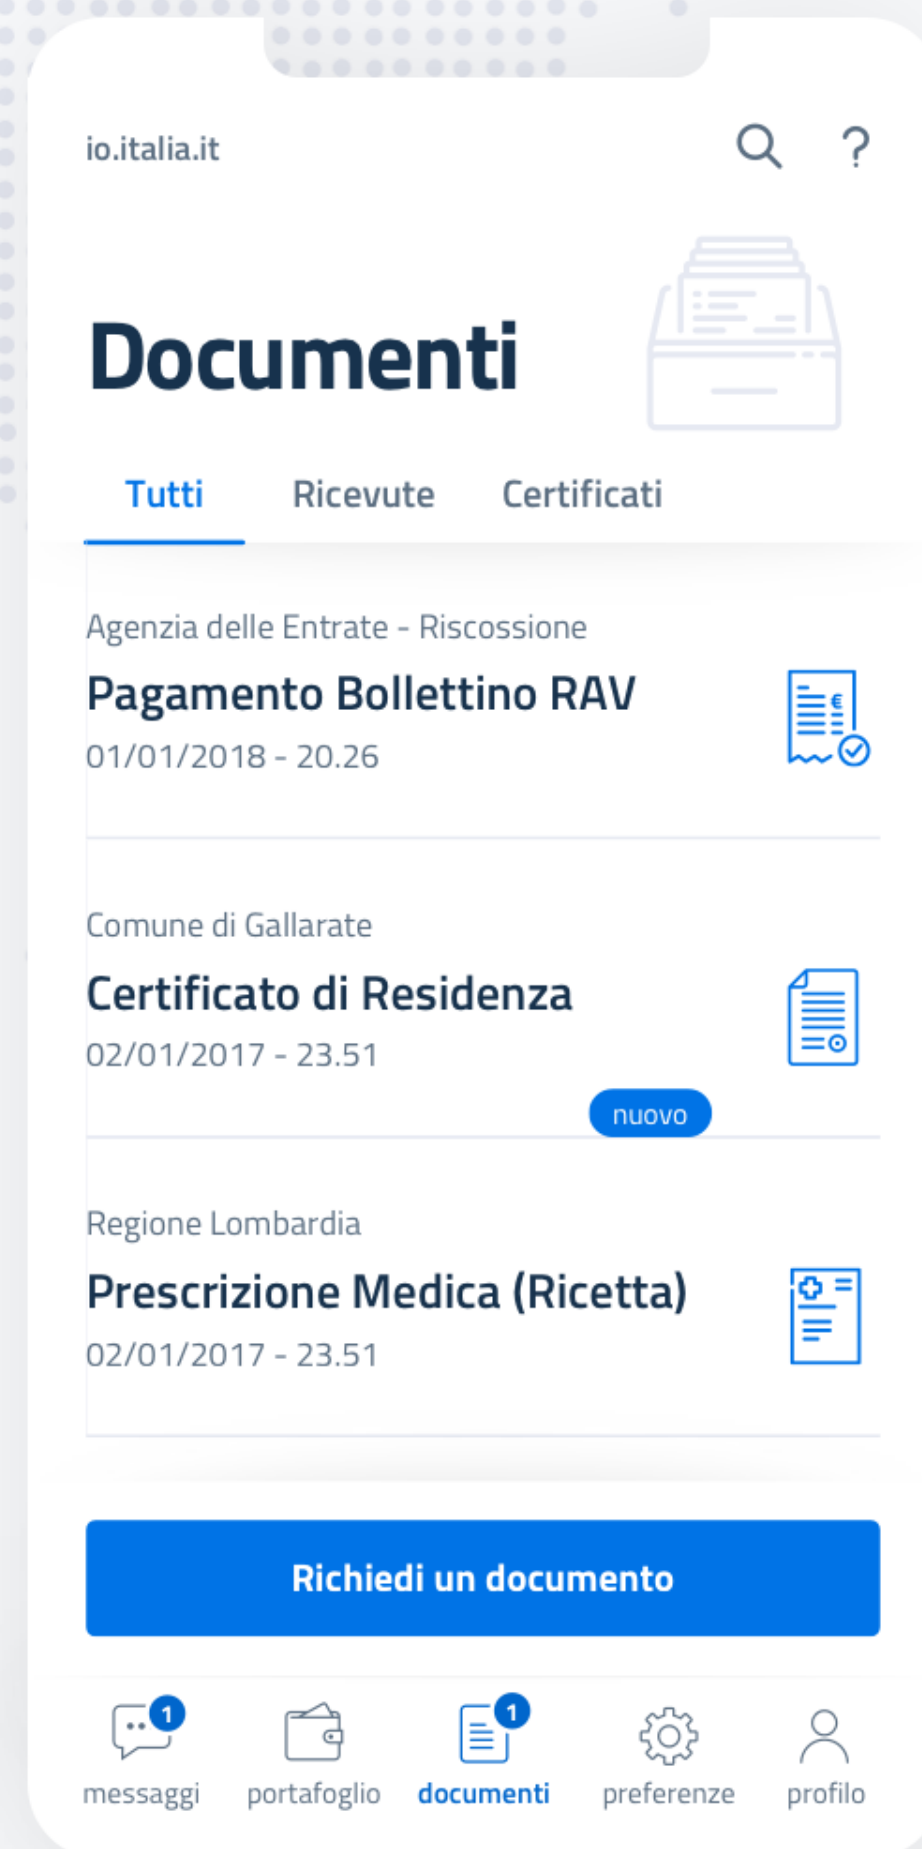 io.italia.it
?
Documenti
Tutti Ricevute Certificati
Agenzia delle Entrate - Riscossione
Pagamento Bollettino RAV
01/01/2018 - 20.26
€
Comune di Gallarate
Certificato di Residenza
02/01/2017 - 23.51
nuovo
Regione Lombardia
Prescrizione Medica (Ricetta)
02/01/2017 - 23.51
Richiedi un documento
1 1
messaggi portafoglio documenti preferenze profilo